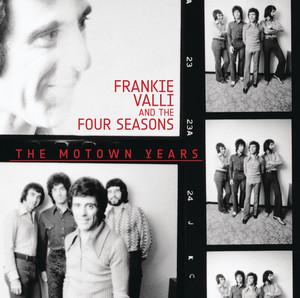 FRANKIE
VALLI
AND THE
FOUR SEASONS
THE MOTOWN YEARS
23
23A
24
J
K
C